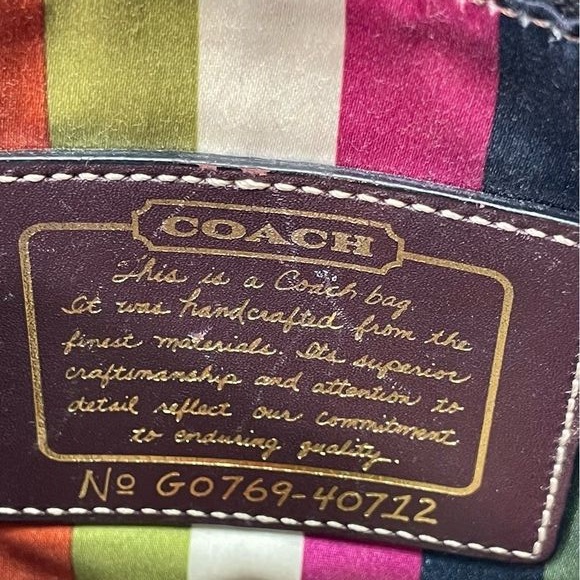 COACH
This is a Coach bag.
It was handcrafted from the
finest materials. Its superior
craftsmanship and attention to
detail reflect our commitment
to enduring quality.
No G0769-40712